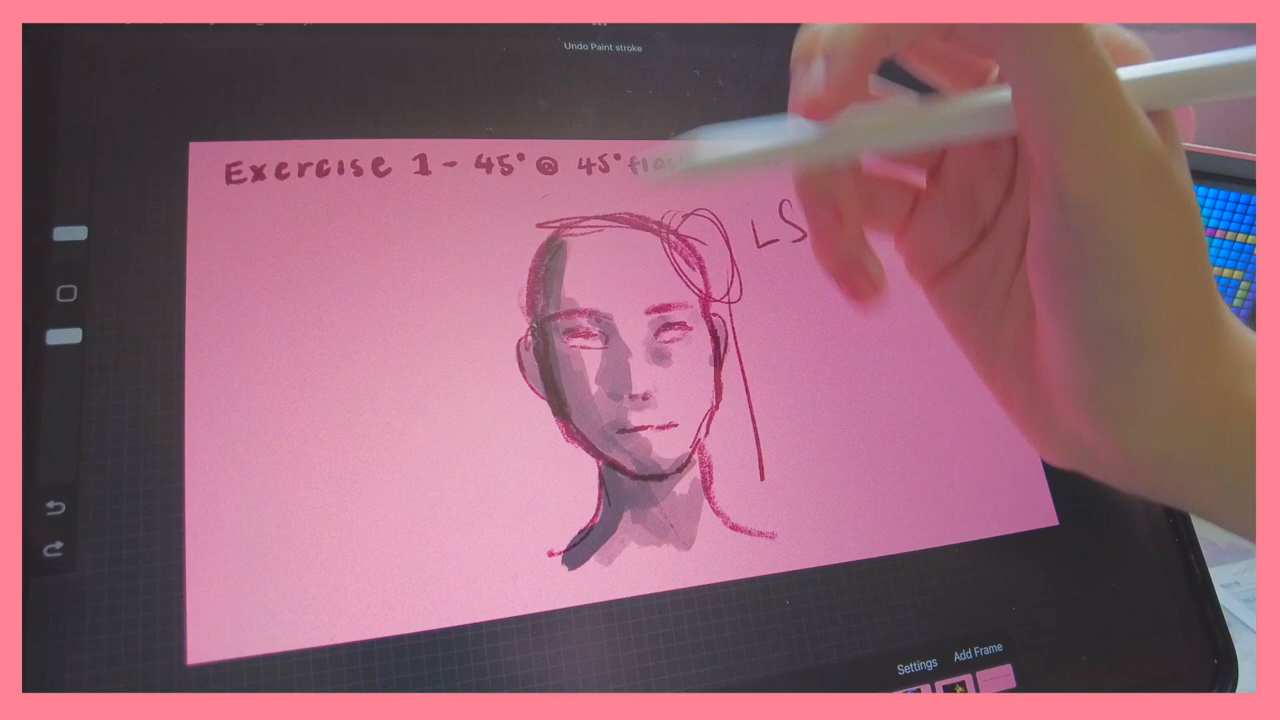 Undo Paint stroke
Exercise 1 - 45° @ 45°
LS
Settings
Add Frame